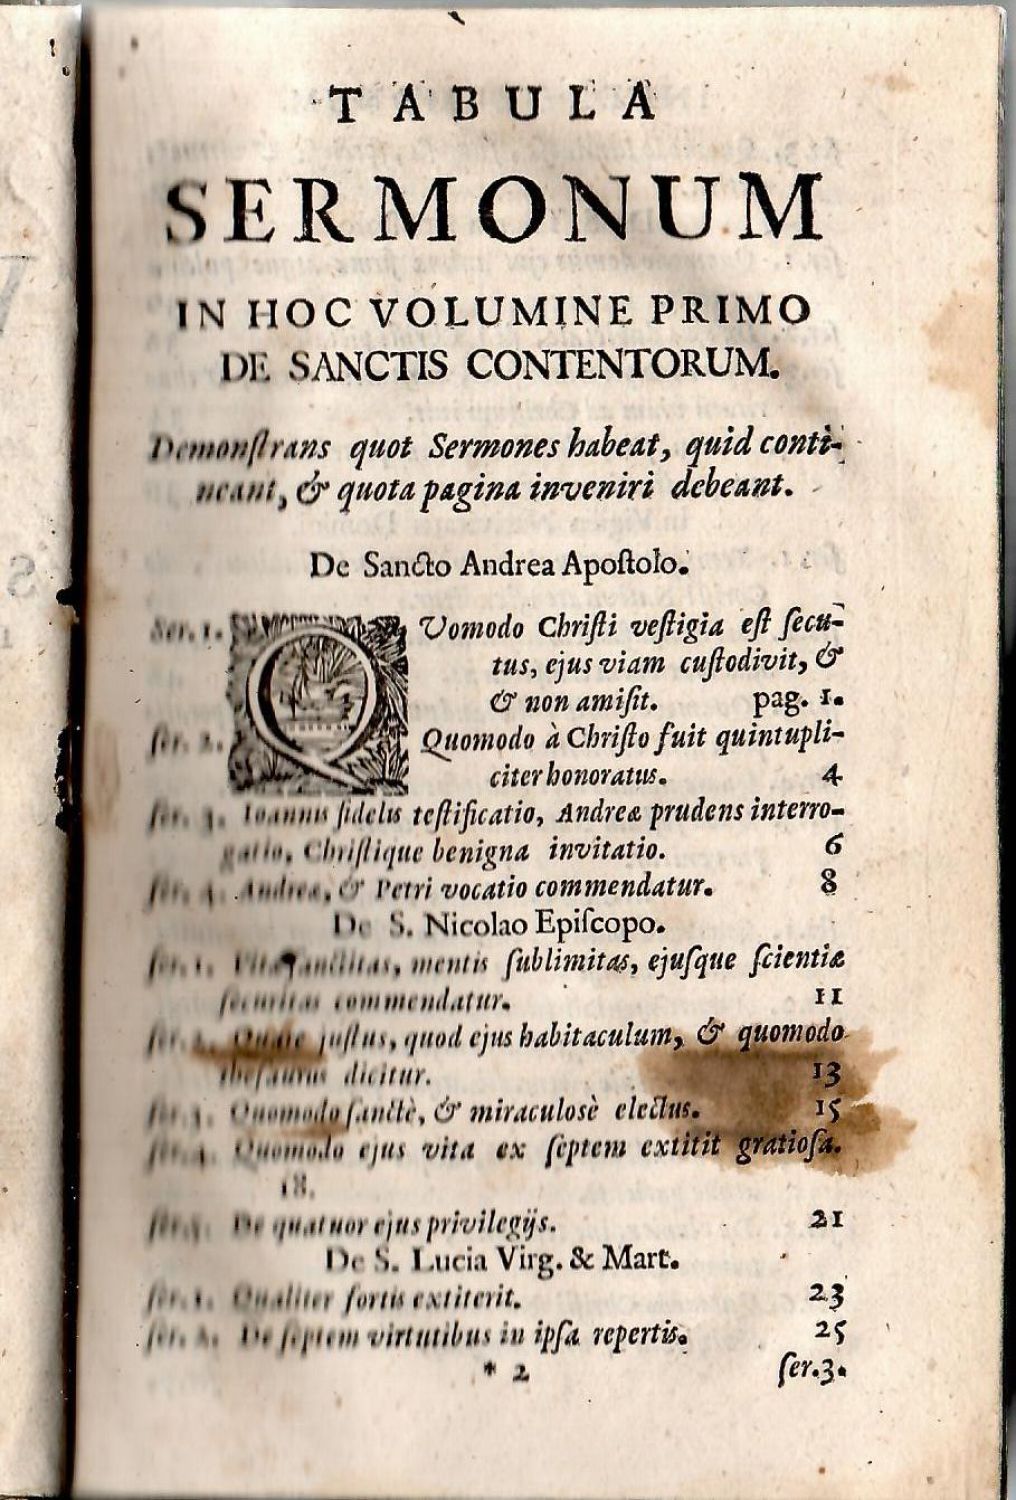 TABULA
SERMONUM
IN HOC VOLUMINE PRIMO
DE SANCTIS CONTENTORUM.
Demonſtrans quot Sermones habeat, quid conti-
neant, & quota pagina inveniri debeant.
De Sancto Andrea Apoſtolo.
Ser. 1. QUomodo Chriſti veſtigia eſt ſecu-
tus, ejus viam cuſtodivit, &
& non amiſit. pag. 1.
ſer. 2. Quomodo à Chriſto fuit quintupli-
citer honoratus. 4
ſer. 3. Ioannis fidelis teſtificatio, Andreæ prudens interro-
gatio, Chriſtique benigna invitatio. 6
ſer. 4. Andreæ, & Petri vocatio commendatur. 8
De S. Nicolao Epiſcopo.
ſer. 1. Vitæ ſanctitas, mentis ſublimitas, ejuſque ſcientiæ
ſecuritas commendatur. 11
ſer. 2. Quale juſtus, quod ejus habitaculum, & quomodo
theſaurus dicitur. 13
ſer. 3. Quomodo ſanctè, & miraculosè electus. 15
ſer. 4. Quomodo ejus vita ex ſeptem extitit gratioſa.
18.
ſer. 5. De quatuor ejus privilegijs. 21
De S. Lucia Virg. & Mart.
ſer. 1. Qualiter fortis extiterit. 23
ſer. 2. De ſeptem virtutibus in ipſa repertis. 25
* 2 ſer. 3.